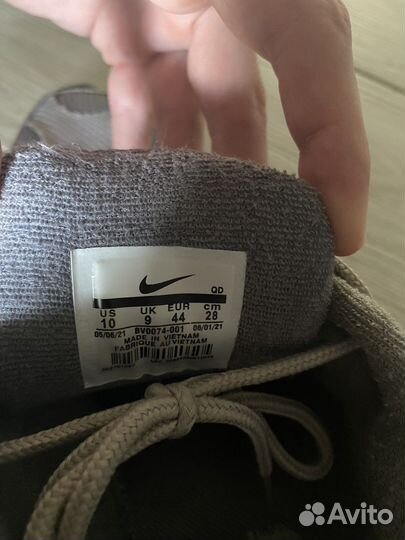 QD
US UK EUR cm
10 9 44 28
05/06/21 BV0074-001 08/01/21
MADE IN VIETNAM
FABRIQUE AU VIETNAM
Avito